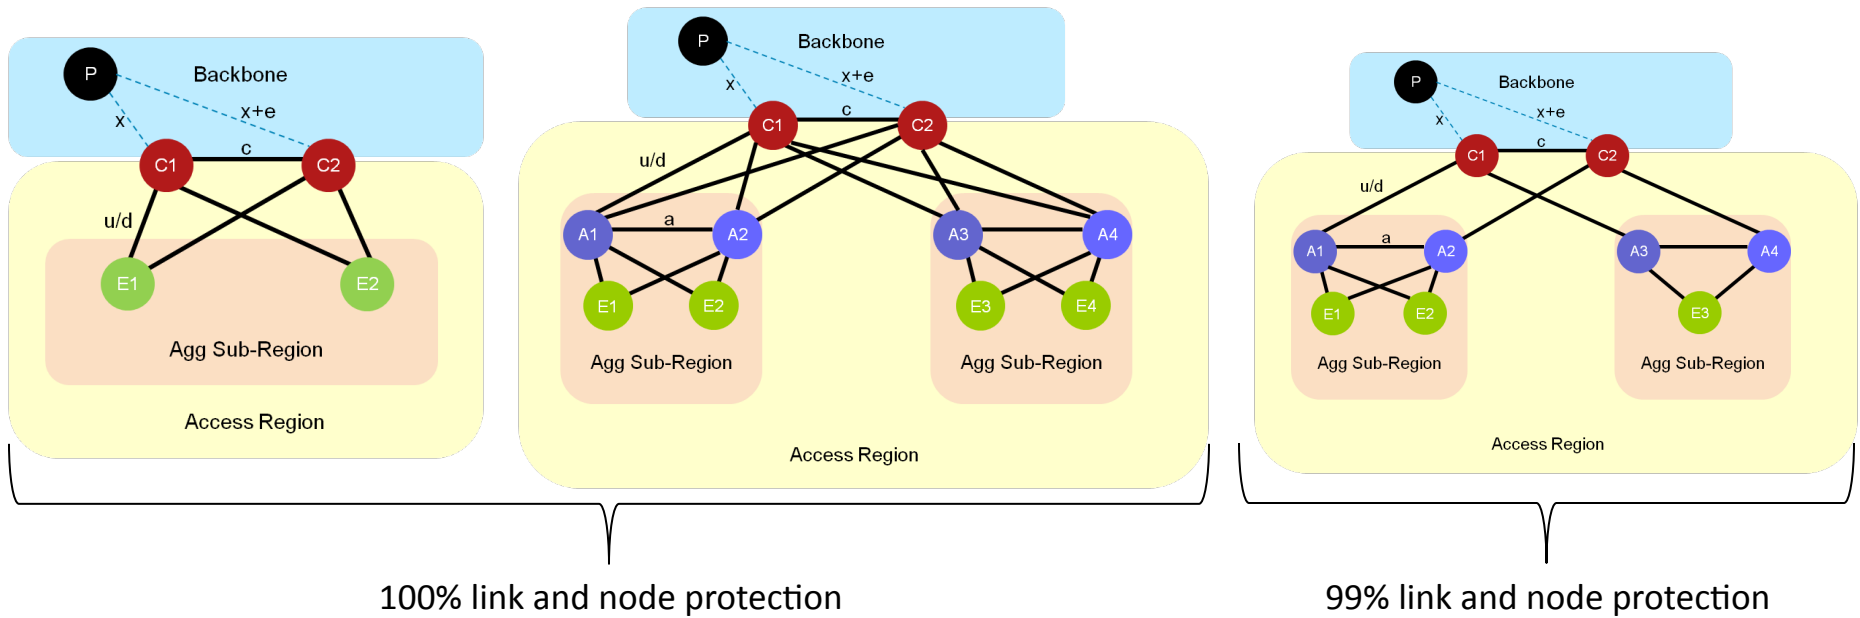 P
Backbone
x
x+e
c
C1
C2
u/d
E1
E2
Agg Sub-Region
Access Region
P
Backbone
x
x+e
c
C1
C2
u/d
A1
a
A2
A3
A4
E1
E2
E3
E4
Agg Sub-Region
Agg Sub-Region
Access Region
100% link and node protection
P
Backbone
x
x+e
c
C1
C2
u/d
A1
a
A2
A3
A4
E1
E2
E3
Agg Sub-Region
Agg Sub-Region
Access Region
99% link and node protection